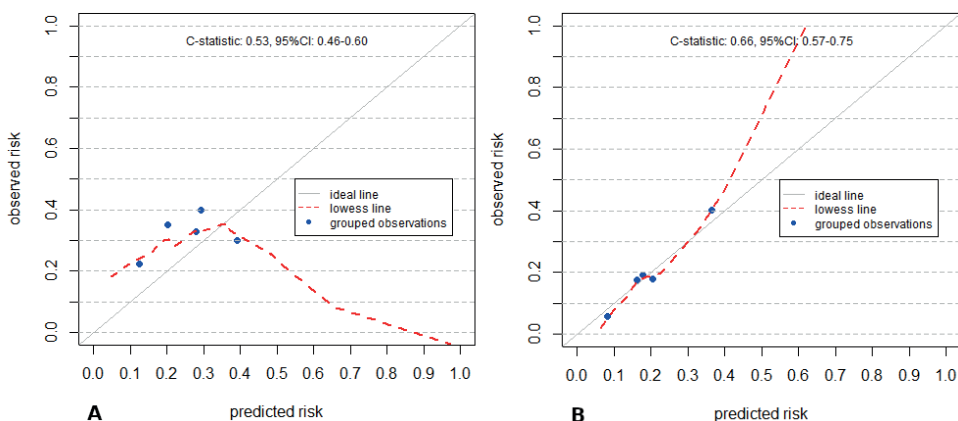 C-statistic: 0.53, 95%CI: 0.46-0.60
observed risk
1.0
0.8
0.6
0.4
0.2
0.0
ideal line
lowess line
grouped observations
0.0 0.1 0.2 0.3 0.4 0.5 0.6 0.7 0.8 0.9 1.0
A
predicted risk
C-statistic: 0.66, 95%CI: 0.57-0.75
observed risk
1.0
0.8
0.6
0.4
0.2
0.0
ideal line
lowess line
grouped observations
0.0 0.1 0.2 0.3 0.4 0.5 0.6 0.7 0.8 0.9 1.0
B
predicted risk